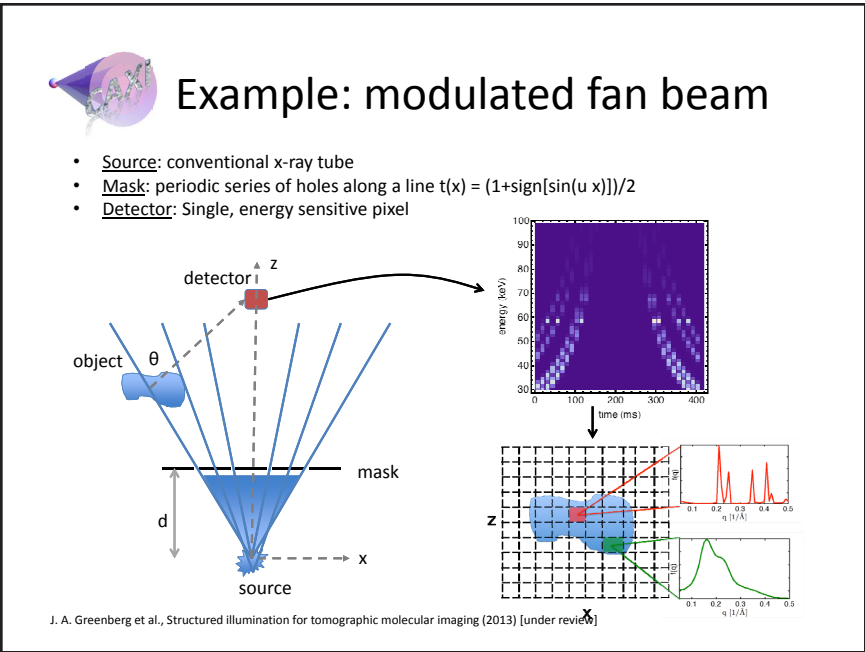 CAXI
Example: modulated fan beam
• Source: conventional x-ray tube
• Mask: periodic series of holes along a line t(x) = (1+sign[sin(u x)])/2
• Detector: Single, energy sensitive pixel
z
detector
object
θ
mask
d
x
source
energy (keV)
100
90
80
70
60
50
40
30
0 100 200 300 400
time (ms)
z
x
f(q)
0.1 0.2 0.3 0.4 0.5
q [1/Å]
f(q)
0.1 0.2 0.3 0.4 0.5
q [1/Å]
J. A. Greenberg et al., Structured illumination for tomographic molecular imaging (2013) [under review]